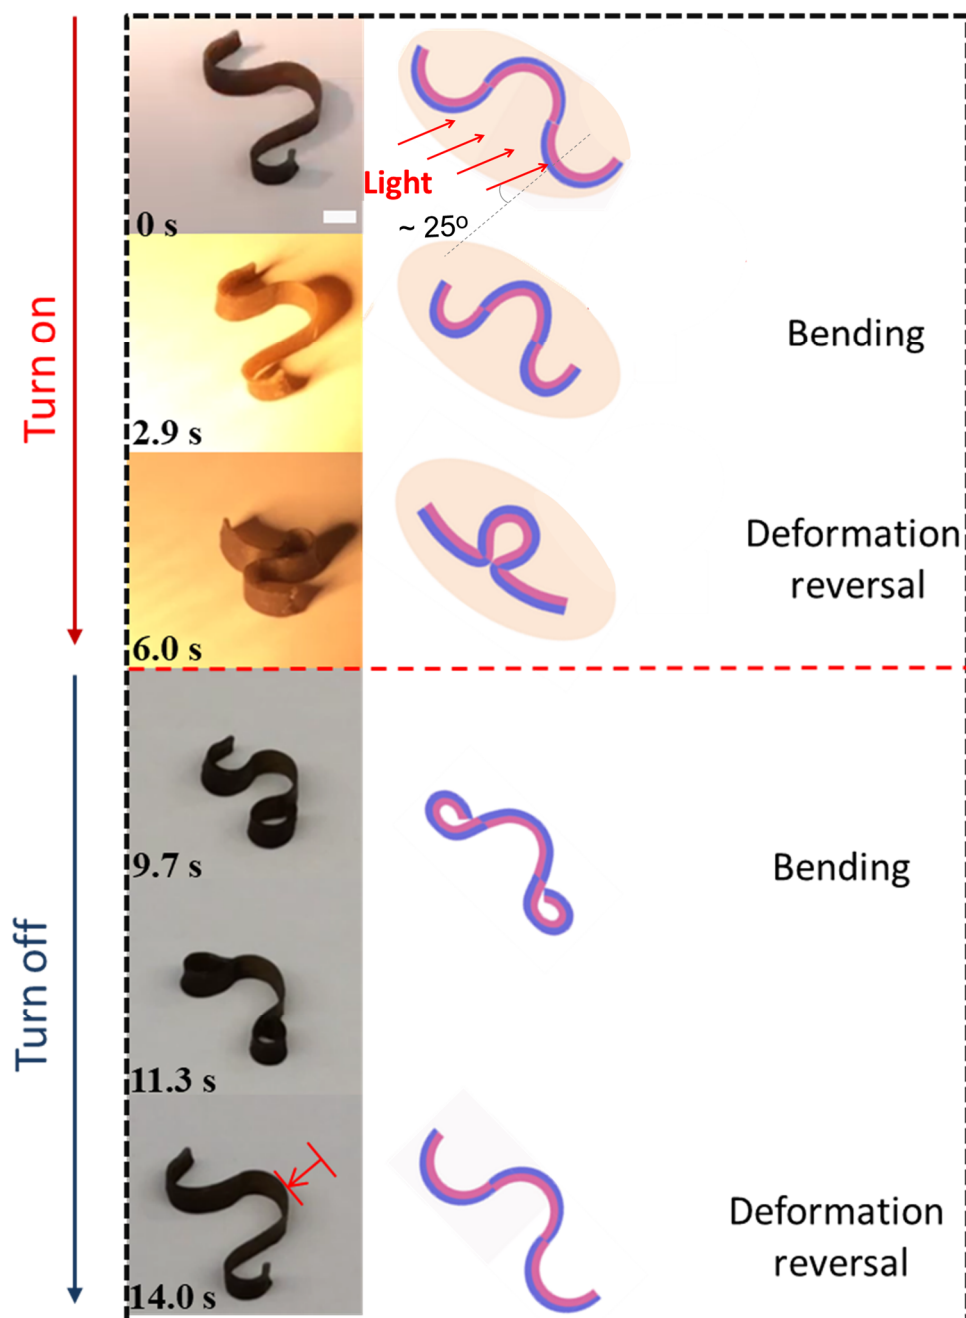 Light
0 s
~ 25º
Turn on
Bending
2.9 s
Deformation
reversal
6.0 s
Bending
9.7 s
Turn off
11.3 s
Deformation
reversal
14.0 s